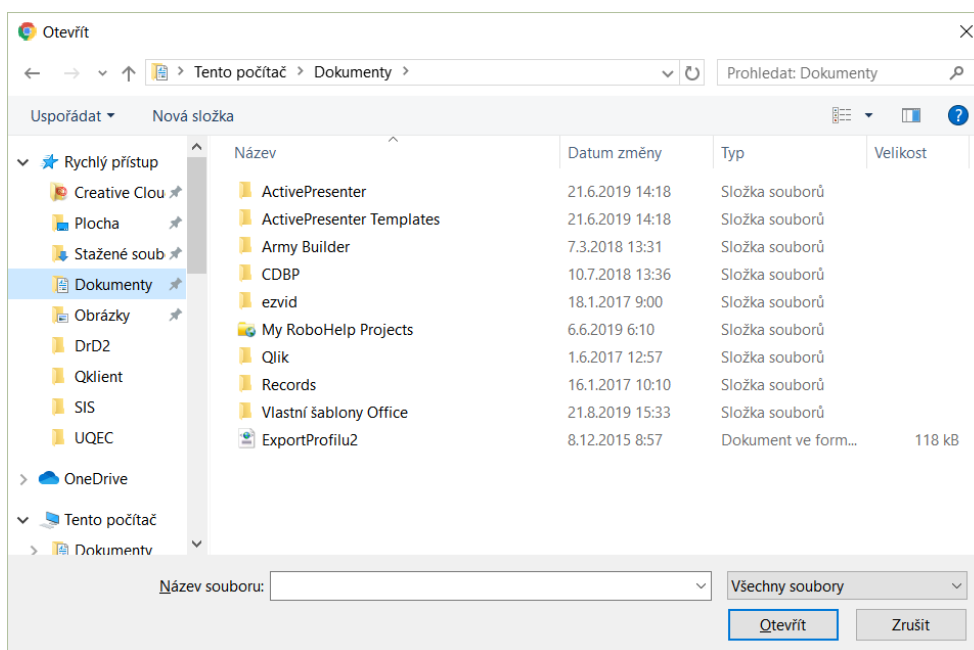 Otevřít
Tento počítač > Dokumenty >
Prohledat: Dokumenty
Uspořádat
Nová složka
?
Rychlý přístup
Creative Clou
Plocha
Stažené soub
Dokumenty
Obrázky
DrD2
Qklient
SIS
UQEC
OneDrive
Tento počítač
Dokumenty
Název Datum změny Typ Velikost
ActivePresenter 21.6.2019 14:18 Složka souborů
ActivePresenter Templates 21.6.2019 14:18 Složka souborů
Army Builder 7.3.2018 13:31 Složka souborů
CDBP 10.7.2018 13:36 Složka souborů
ezvid 18.1.2017 9:00 Složka souborů
My RoboHelp Projects 6.6.2019 6:10 Složka souborů
Qlik 1.6.2017 12:57 Složka souborů
Records 16.1.2017 10:10 Složka souborů
Vlastní šablony Office 21.8.2019 15:33 Složka souborů
ExportProfilu2 8.12.2015 8:57 Dokument ve form... 118 kB
Název souboru:
Všechny soubory
Otevřít
Zrušit